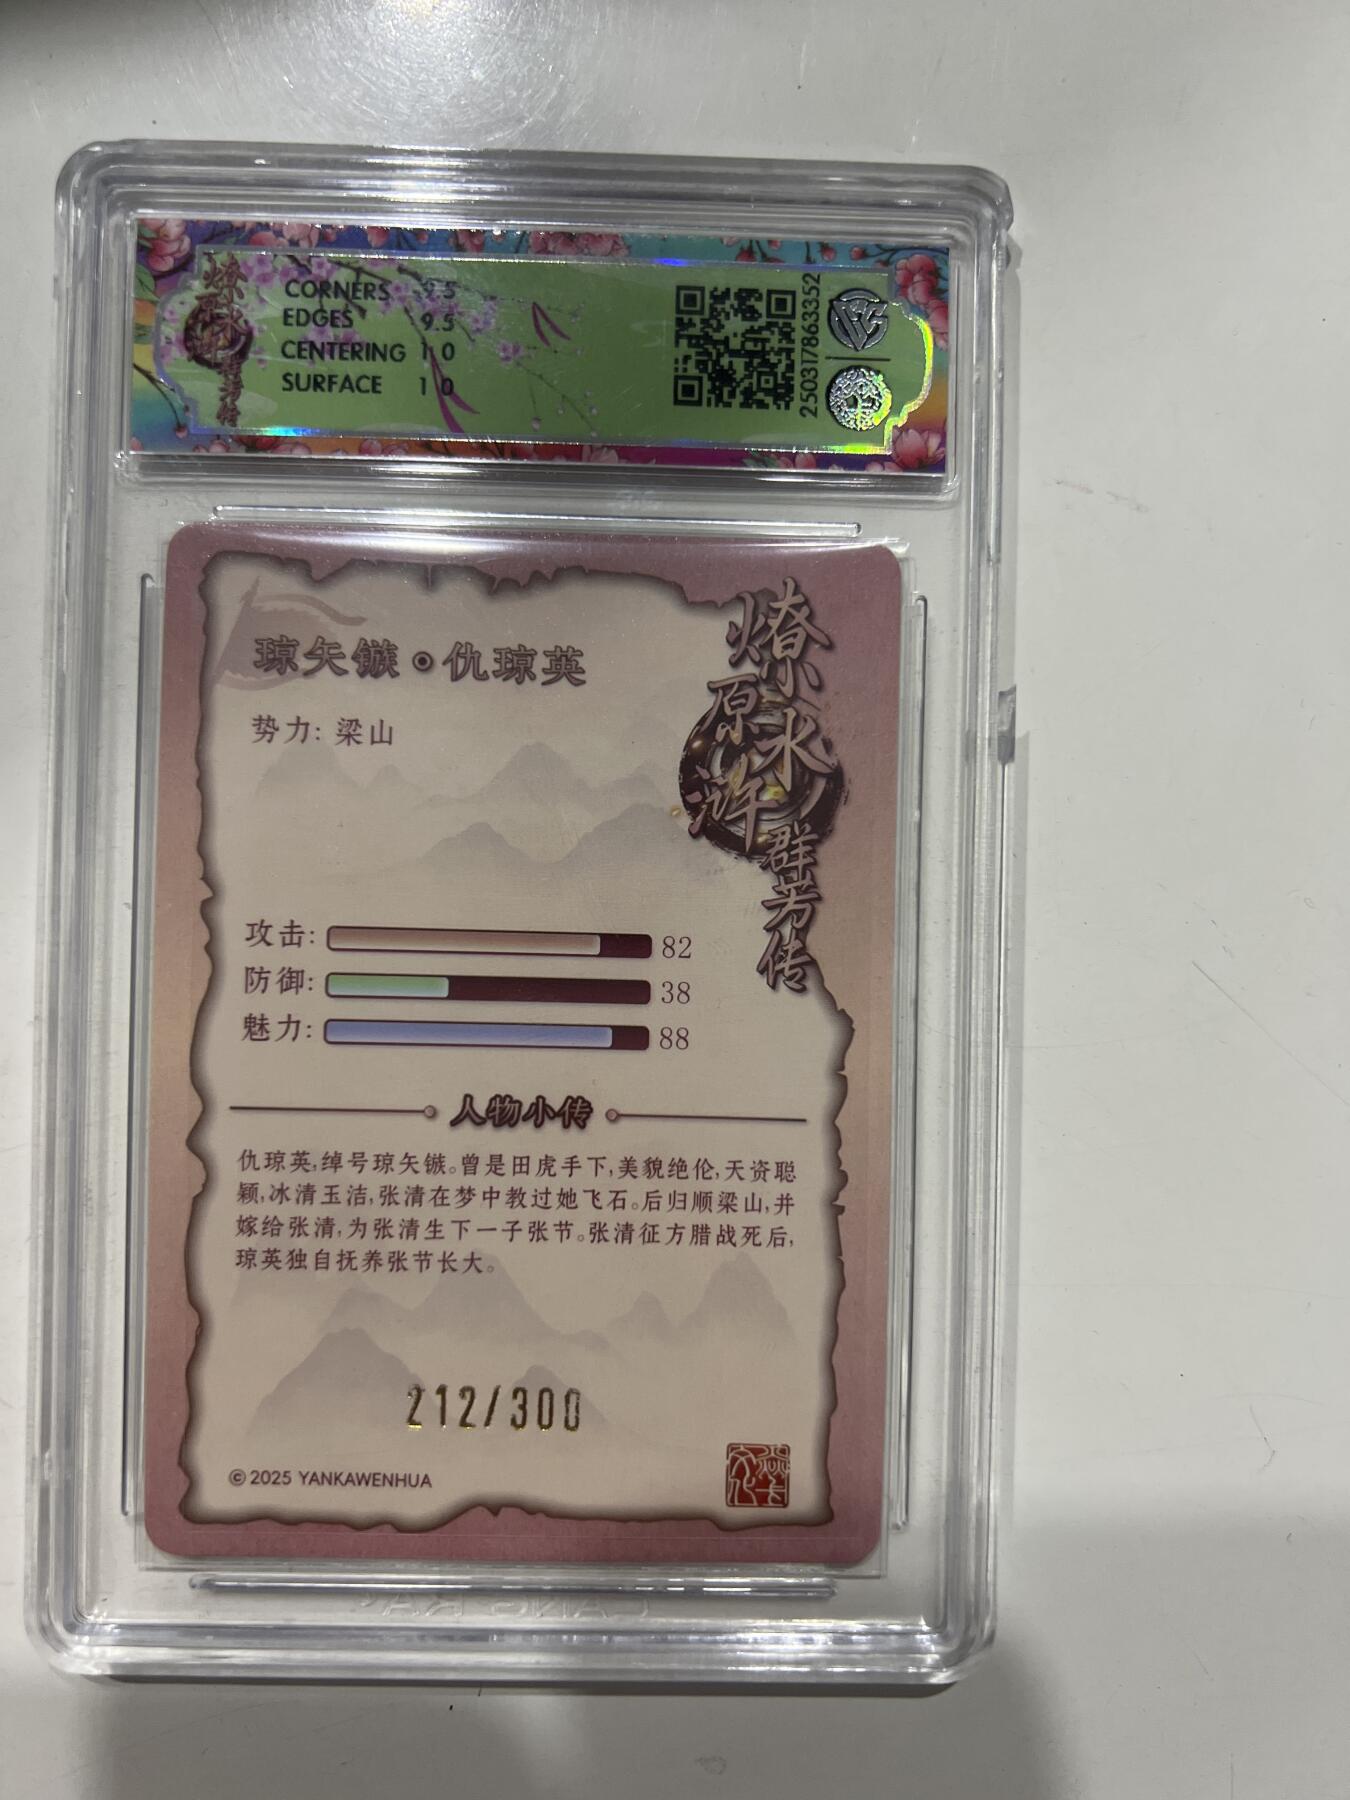 燎原水浒群芳传
CORNERS 9.5
EDGES 9.5
CENTERING 10
SURFACE 10
250317863352
燎原水浒群芳传
琼矢镞·仇琼英
势力: 梁山
攻击: 82
防御: 38
魅力: 88
人物小传
仇琼英,绰号琼矢镞。曾是田虎手下,美貌绝伦,天资聪
颖,冰清玉洁,张清在梦中教过她飞石。后归顺梁山,并
嫁给张清,为张清生下一子张节。张清征方腊战死后,
琼英独自抚养张节长大。
212/300
© 2025 YANKAWENHUA